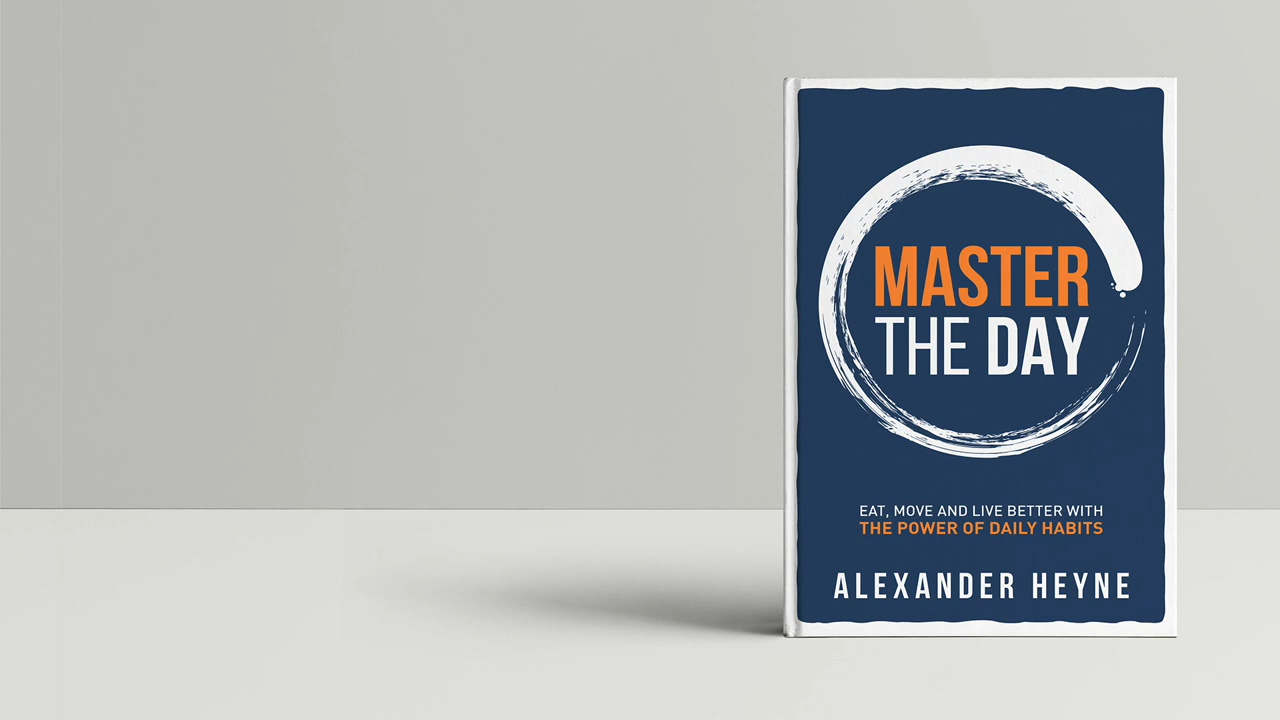 MASTER
THE DAY
EAT, MOVE AND LIVE BETTER WITH
THE POWER OF DAILY HABITS
ALEXANDER HEYNE